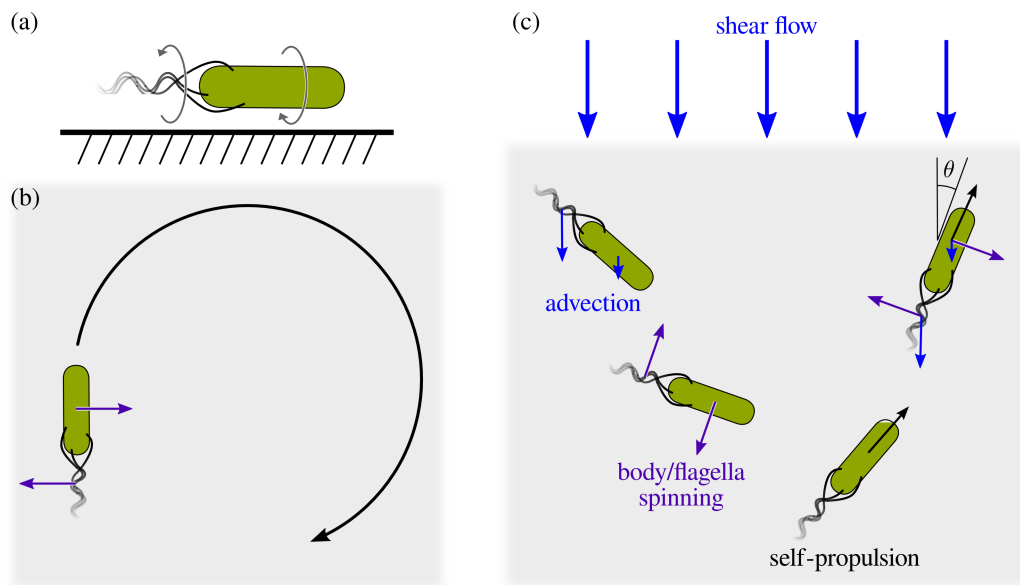 (a)
(b)
(c)
shear flow
θ
advection
body/flagella
spinning
self-propulsion